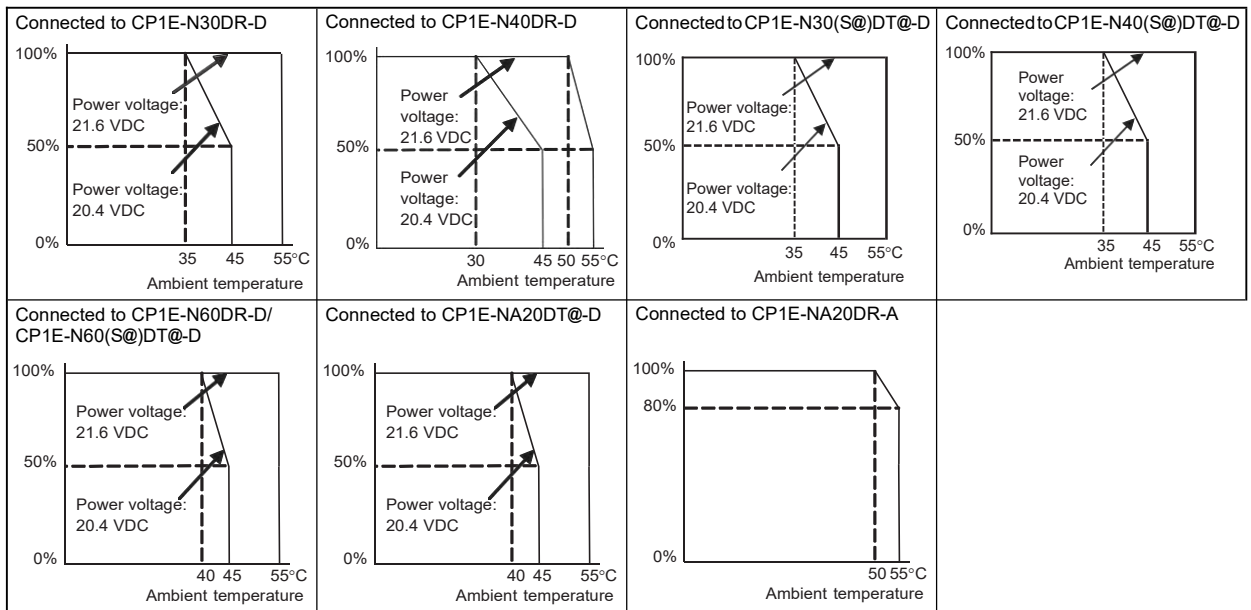 Connected to CP1E-N30DR-D
100%
Power voltage:
21.6 VDC
50%
Power voltage:
20.4 VDC
0%
35 45 55°C
Ambient temperature
Connected to CP1E-N40DR-D
100%
Power
voltage:
21.6 VDC
50%
Power
voltage:
20.4 VDC
0%
30 45 50 55°C
Ambient temperature
Connected to CP1E-N30(S@)DT@-D
100%
Power voltage:
21.6 VDC
50%
Power voltage:
20.4 VDC
0%
35 45 55°C
Ambient temperature
Connected to CP1E-N40(S@)DT@-D
100%
Power
voltage:
21.6 VDC
50%
Power
voltage:
20.4 VDC
0%
35 45 55°C
Ambient temperature
Connected to CP1E-N60DR-D/
CP1E-N60(S@)DT@-D
100%
Power voltage:
21.6 VDC
50%
Power voltage:
20.4 VDC
0%
40 45 55°C
Ambient temperature
Connected to CP1E-NA20DT@-D
100%
Power voltage:
21.6 VDC
50%
Power voltage:
20.4 VDC
0%
40 45 55°C
Ambient temperature
Connected to CP1E-NA20DR-A
100%
80%
0%
50 55°C
Ambient temperature